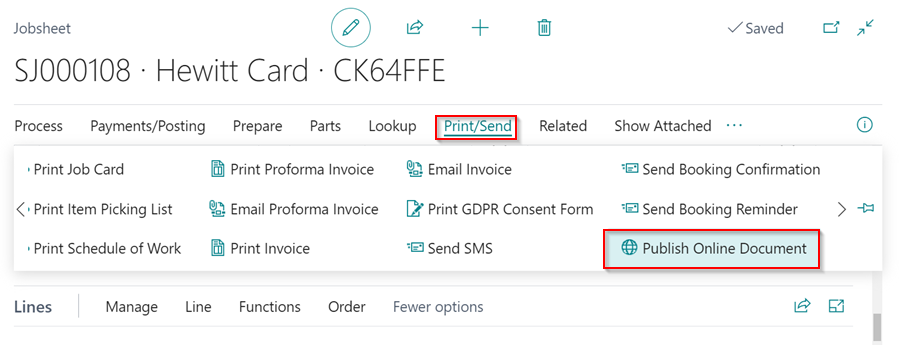 Jobsheet
Saved
SJ000108 · Hewitt Card · CK64FFE
Process Payments/Posting Prepare Parts Lookup Print/Send Related Show Attached ...
Print Job Card Print Proforma Invoice Email Invoice Send Booking Confirmation
Print Item Picking List Email Proforma Invoice Print GDPR Consent Form Send Booking Reminder
Print Schedule of Work Print Invoice Send SMS Publish Online Document
Lines Manage Line Functions Order Fewer options